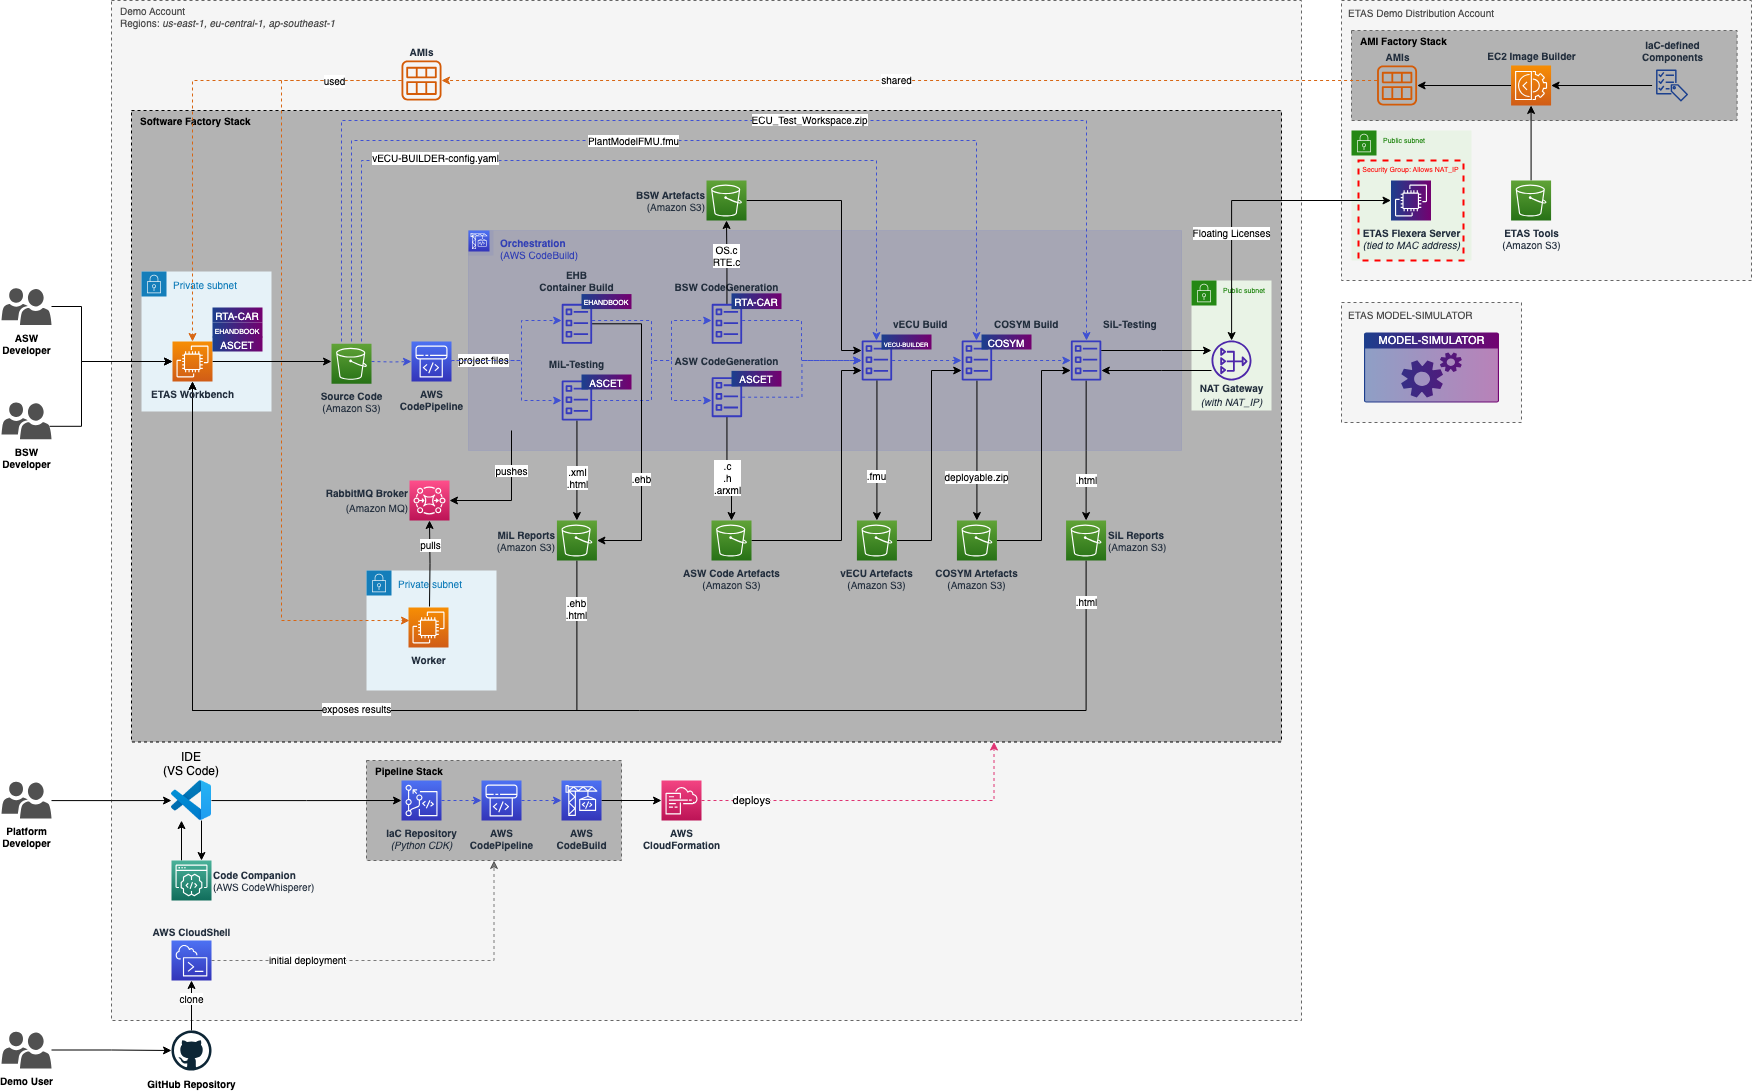 Demo Account
Regions: us-east-1, eu-central-1, ap-southeast-1
ETAS Demo Distribution Account
AMI Factory Stack
AMIs
EC2 Image Builder
IaC-defined
Components
AMIs
used
shared
Software Factory Stack
ECU_Test_Workspace.zip
PlantModelFMU.fmu
vECU-BUILDER-config.yaml
Public subnet
Security Group: Allows NAT_IP
ETAS Flexera Server
(tied to MAC address)
ETAS Tools
(Amazon S3)
BSW Artefacts
(Amazon S3)
Floating Licenses
Orchestration
(AWS CodeBuild)
OS.c
RTE.c
EHB
Container Build
EHANDBOOK
BSW CodeGeneration
RTA-CAR
Private subnet
RTA-CAR
EHANDBOOK
ASCET
ETAS Workbench
ASW
Developer
BSW
Developer
Source Code
(Amazon S3)
AWS
CodePipeline
project files
MiL-Testing
ASCET
ASW CodeGeneration
ASCET
vECU Build
VECU-BUILDER
COSYM Build
COSYM
SiL-Testing
Public subnet
NAT Gateway
(with NAT_IP)
ETAS MODEL-SIMULATOR
MODEL-SIMULATOR
pushes
.xml
.html
.ehb
.c
.h
.arxml
.fmu
deployable.zip
.html
RabbitMQ Broker
(Amazon MQ)
pulls
MiL Reports
(Amazon S3)
ASW Code Artefacts
(Amazon S3)
vECU Artefacts
(Amazon S3)
COSYM Artefacts
(Amazon S3)
SiL Reports
(Amazon S3)
Private subnet
Worker
.ehb
.html
.html
exposes results
IDE
(VS Code)
Platform
Developer
Pipeline Stack
IaC Repository
(Python CDK)
AWS
CodePipeline
AWS
CodeBuild
AWS
CloudFormation
deploys
Code Companion
(AWS CodeWhisperer)
AWS CloudShell
initial deployment
clone
Demo User
GitHub Repository